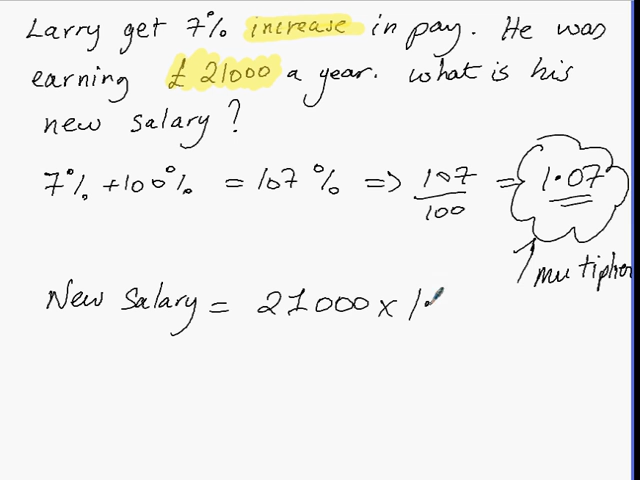 Larry get 7% increase in pay. He was
earning £21000 a year. what is his
new salary?
7% +100% = 107% => 107/100 = 1.07
multiplier
New Salary = 21000 x 1.